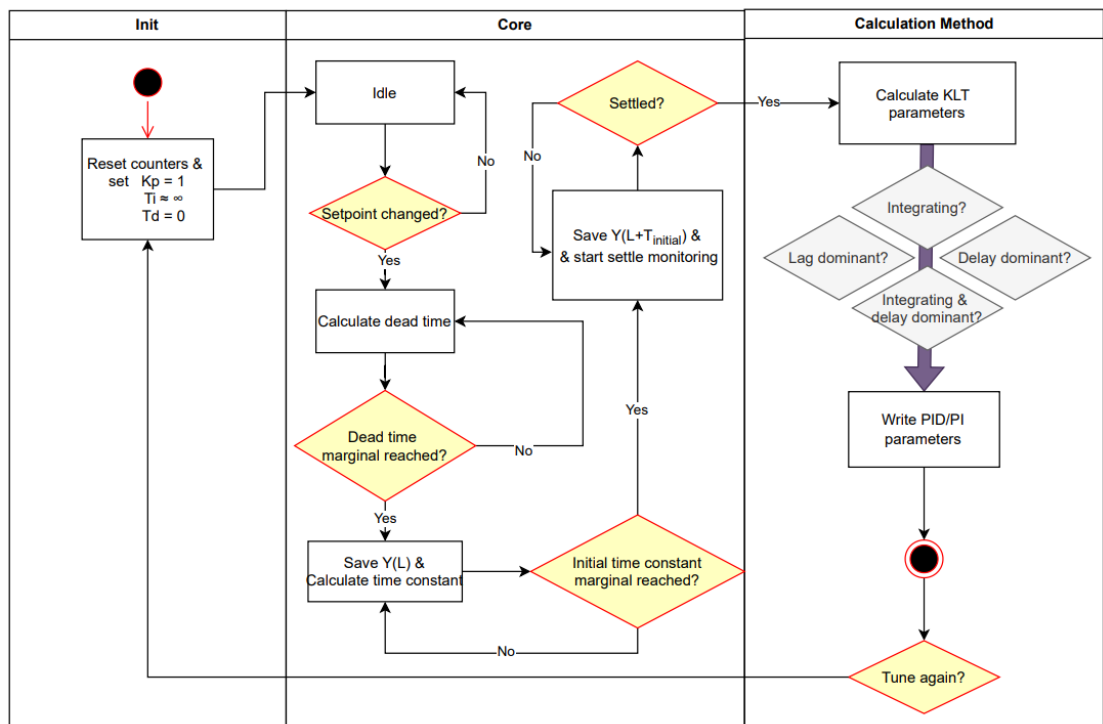 Init
Core
Calculation Method
Reset counters &
set Kp = 1
Ti ≈ ∞
Td = 0
Idle
No
Setpoint changed?
Yes
Calculate dead time
Dead time
marginal reached?
No
Yes
Save Y(L) &
Calculate time constant
Initial time constant
marginal reached?
No
Yes
Save Y(L+Tinitial) &
& start settle monitoring
No
Settled?
Yes
Calculate KLT
parameters
Integrating?
Lag dominant?
Delay dominant?
Integrating &
delay dominant?
Write PID/PI
parameters
Tune again?